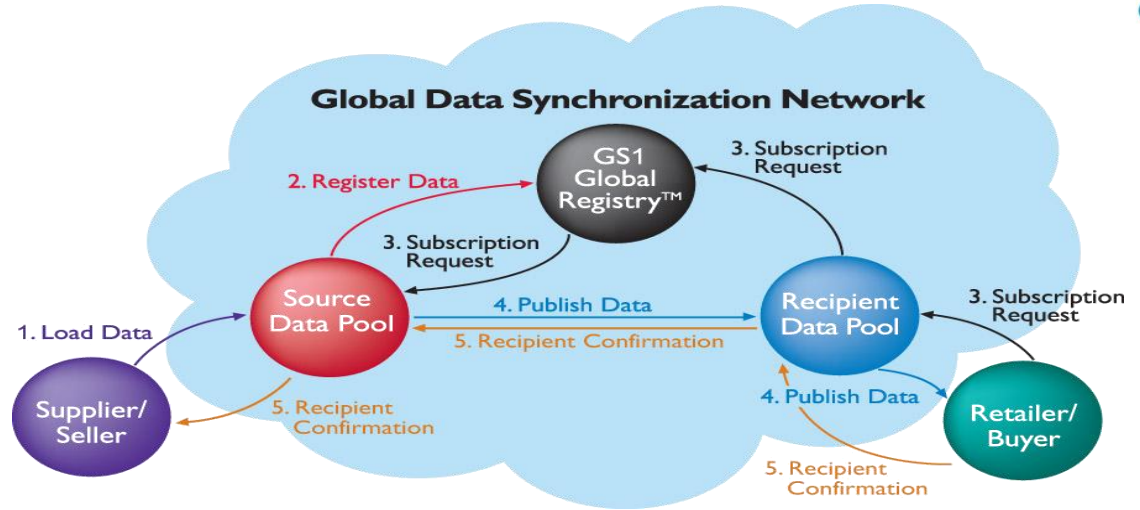 Global Data Synchronization Network
GS1
Global
Registry™
3. Subscription
Request
2. Register Data
3. Subscription
Request
Source
Data Pool
4. Publish Data
Recipient
Data Pool
3. Subscription
Request
1. Load Data
5. Recipient Confirmation
Supplier/
Seller
5. Recipient
Confirmation
4. Publish Data
Retailer/
Buyer
5. Recipient
Confirmation